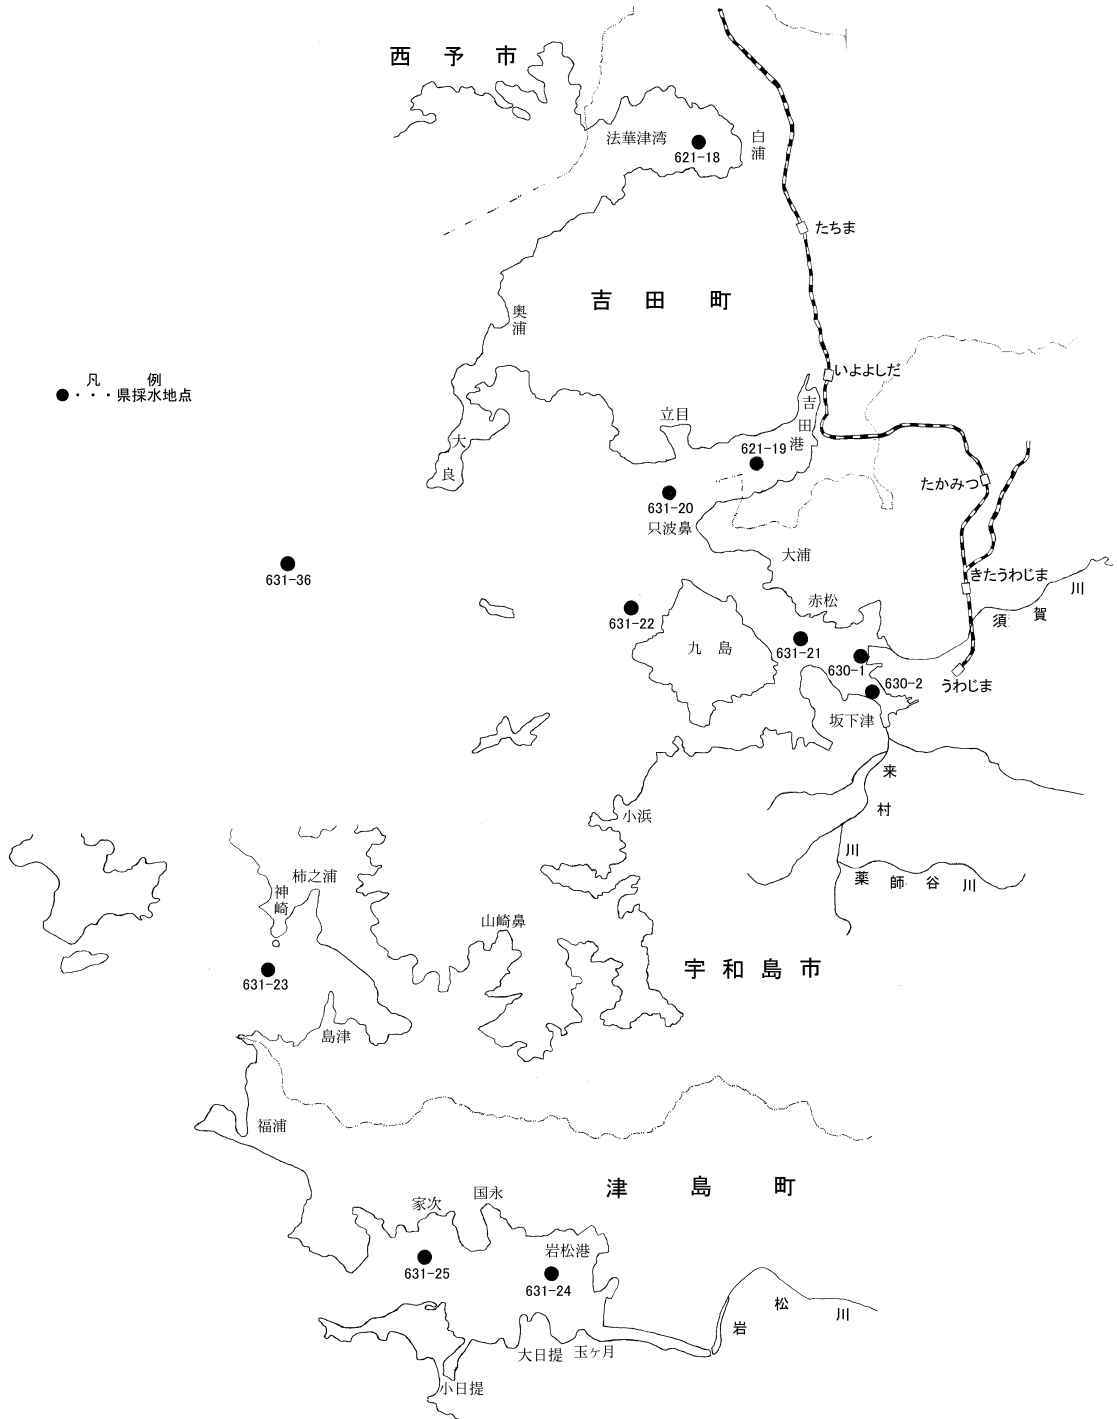 西予市
法華津湾
白浦
621-18
たちま
吉田町
奥浦
凡例
●・・・県採水地点
いよよしだ
立目
吉田港
大良
621-19
たかみつ
631-20
只波鼻
大浦
631-36
きたうわじま
須賀川
赤松
631-22
九島
631-21
630-1
630-2
うわじま
坂下津
来村川
小浜
薬師谷川
柿之浦
神崎
山崎鼻
宇和島市
631-23
島津
福浦
津島町
家次
国永
岩松港
631-25
631-24
岩松川
大日提
玉ヶ月
小日提